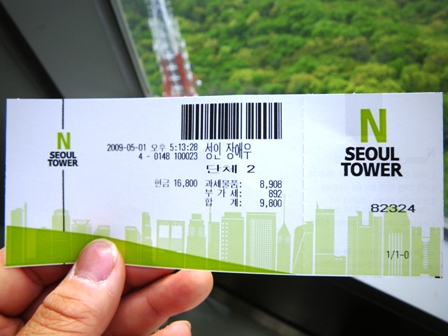 N
SEOUL
TOWER
2009-05-01 오후 5:13:28
4 - 0148 100023
성인 장애우
단체 2
현금 16,800
과세물품: 8,908
부가세: 892
합 계: 9,800
N
SEOUL
TOWER
82324
1/1-0